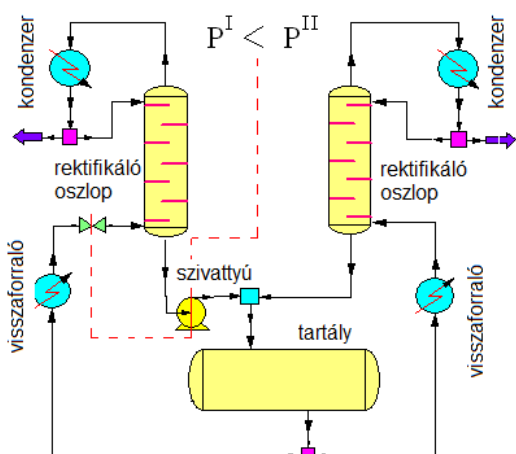 P^I < P^II
kondenzer
kondenzer
rektifikáló
oszlop
rektifikáló
oszlop
szivattyú
visszaforraló
visszaforraló
tartály